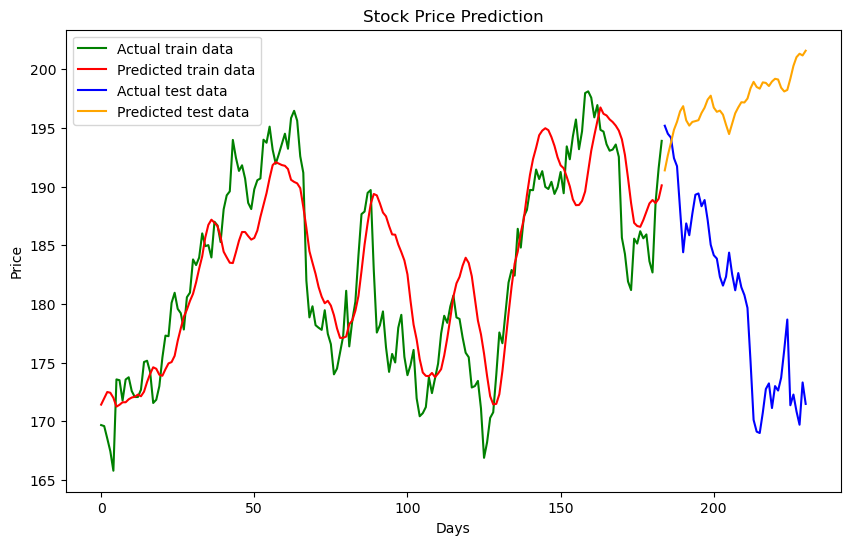 Stock Price Prediction
Actual train data
Predicted train data
Actual test data
Predicted test data
200
195
190
185
180
175
170
165
Price
0 50 100 150 200
Days